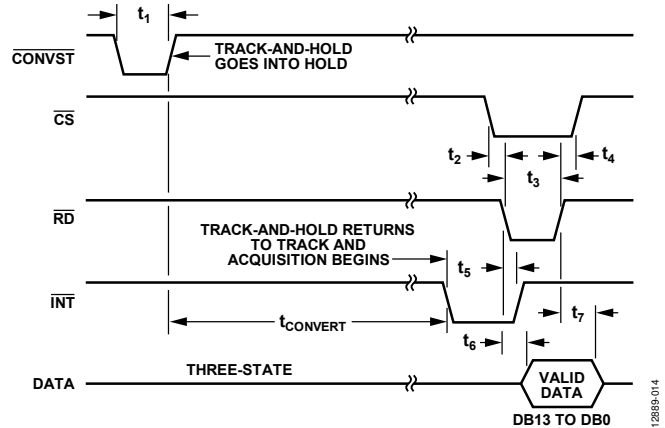 t1
CONVST
TRACK-AND-HOLD
GOES INTO HOLD
CS
t2
t3
t4
RD
TRACK-AND-HOLD RETURNS
TO TRACK AND
ACQUISITION BEGINS
t5
INT
tCONVERT
t6
t7
DATA
THREE-STATE
VALID
DATA
DB13 TO DB0
12889-014